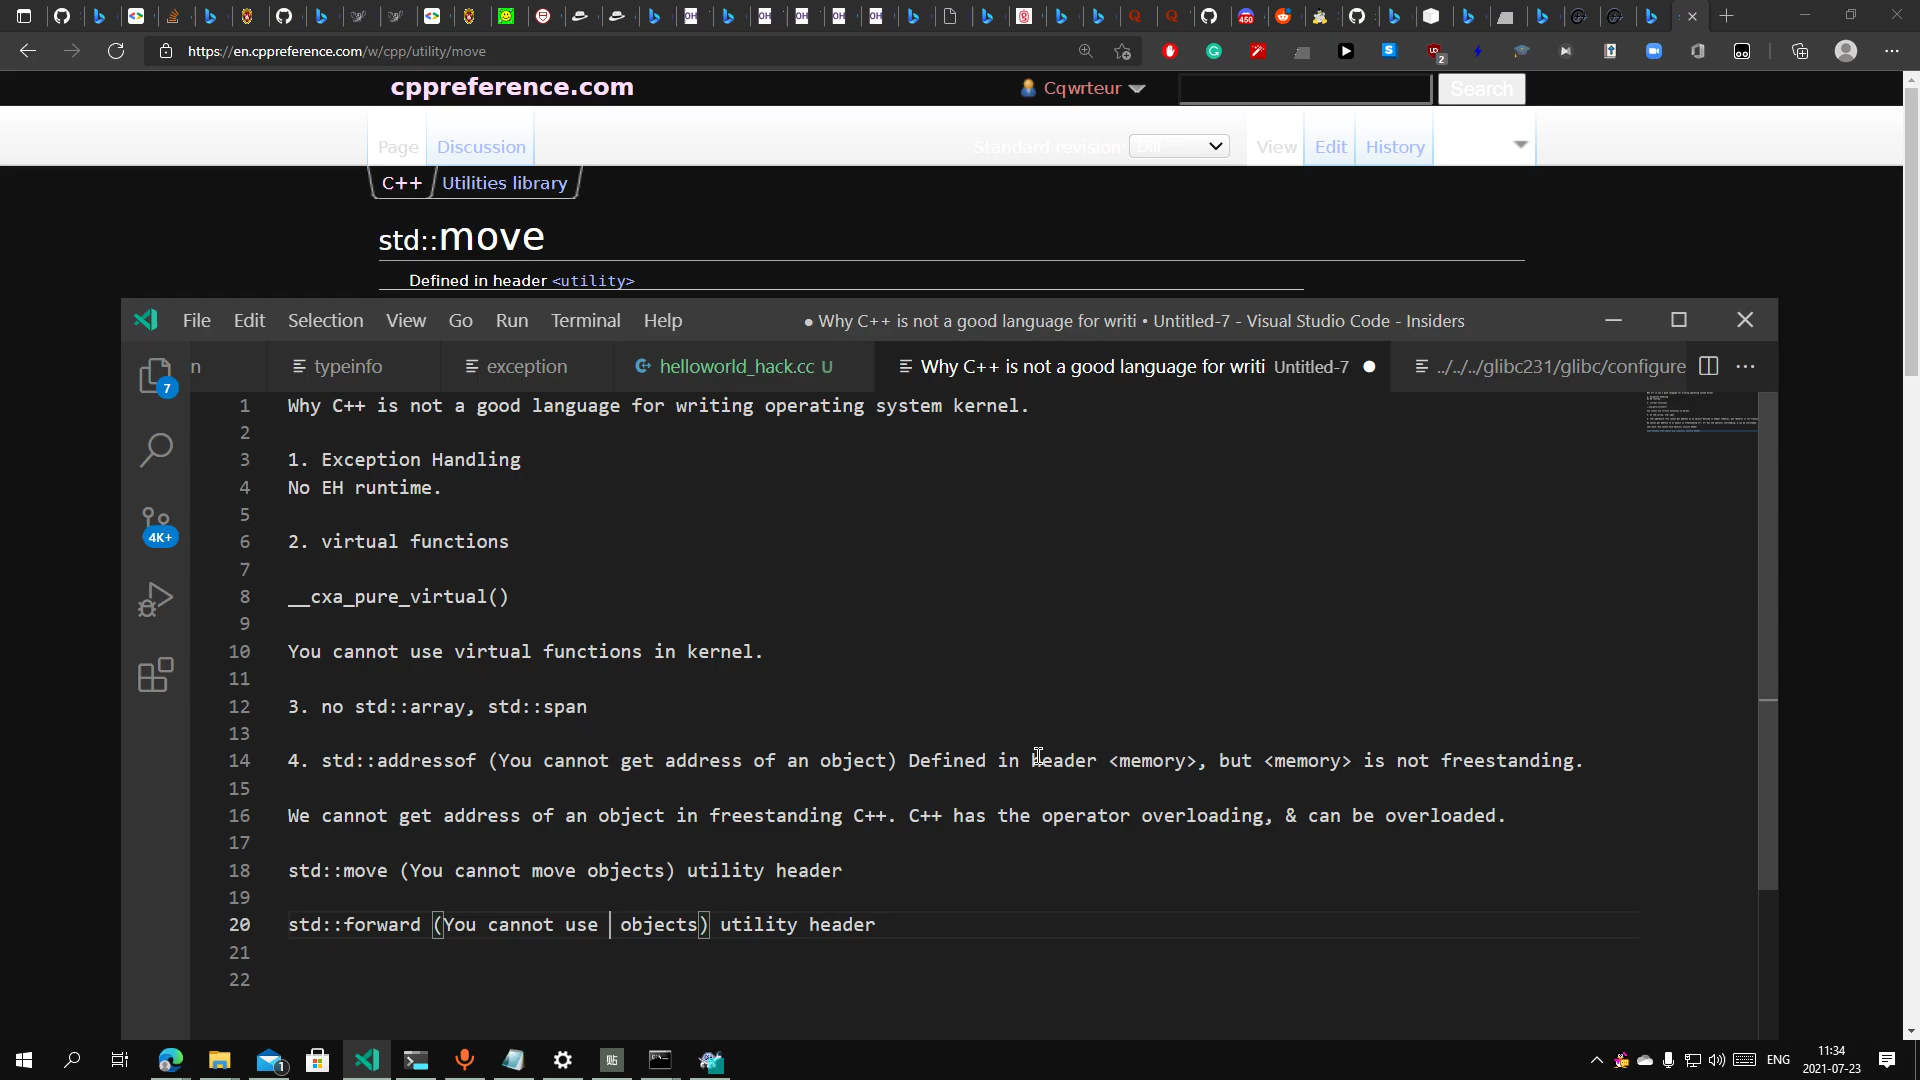 https://en.cppreference.com/w/cpp/utility/move
450
2
cppreference.com
Cqwrteur
Search
Page
Discussion
Standard revision:
Diff
View
Edit
History
C++
Utilities library
std::move
Defined in header <utility>
File Edit Selection View Go Run Terminal Help
● Why C++ is not a good language for writi • Untitled-7 - Visual Studio Code - Insiders
n
typeinfo
exception
helloworld_hack.cc U
Why C++ is not a good language for writi Untitled-7
../../../glibc231/glibc/configure
7
4K+
1 Why C++ is not a good language for writing operating system kernel.
2
3 1. Exception Handling
4 No EH runtime.
5
6 2. virtual functions
7
8 __cxa_pure_virtual()
9
10 You cannot use virtual functions in kernel.
11
12 3. no std::array, std::span
13
14 4. std::addressof (You cannot get address of an object) Defined in header <memory>, but <memory> is not freestanding.
15
16 We cannot get address of an object in freestanding C++. C++ has the operator overloading, & can be overloaded.
17
18 std::move (You cannot move objects) utility header
19
20 std::forward (You cannot use  objects) utility header
21
22
1
ENG
11:34
2021-07-23